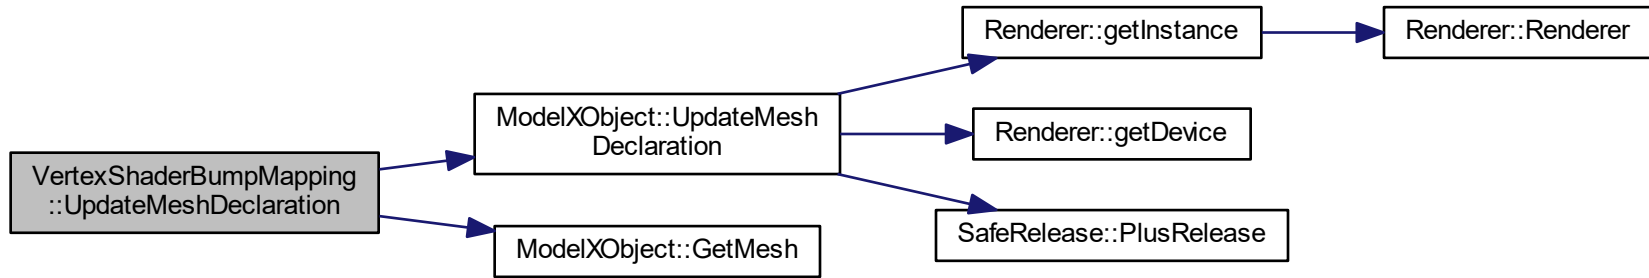 VertexShaderBumpMapping
::UpdateMeshDeclaration
ModelXObject::UpdateMesh
Declaration
ModelXObject::GetMesh
Renderer::getInstance
Renderer::getDevice
SafeRelease::PlusRelease
Renderer::Renderer